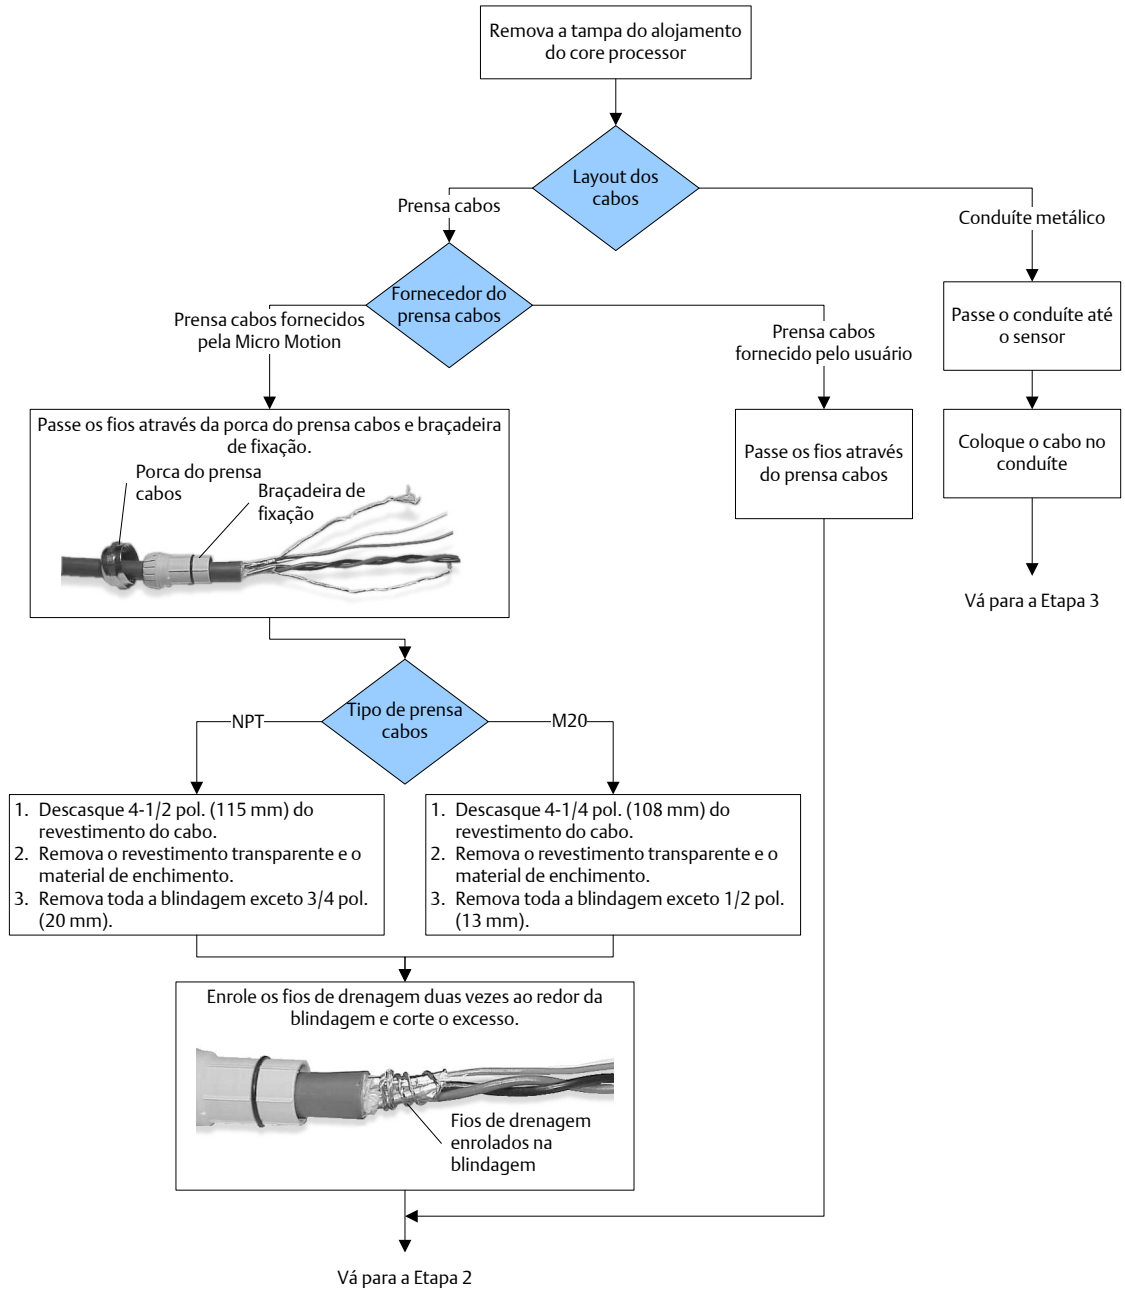 Remova a tampa do alojamento
do core processor
Layout dos
cabos
Prensa cabos
Conduíte metálico
Fornecedor do
prensa cabos
Prensa cabos fornecidos
pela Micro Motion
Prensa cabos
fornecido pelo usuário
Passe o conduíte até
o sensor
Passe os fios através da porca do prensa cabos e braçadeira
de fixação.
Porca do prensa
cabos
Braçadeira de
fixação
Passe os fios através
do prensa cabos
Coloque o cabo no
conduíte
Vá para a Etapa 3
Tipo de prensa
cabos
NPT
M20
1. Descasque 4-1/2 pol. (115 mm) do
revestimento do cabo.
2. Remova o revestimento transparente e o
material de enchimento.
3. Remova toda a blindagem exceto 3/4 pol.
(20 mm).
1. Descasque 4-1/4 pol. (108 mm) do
revestimento do cabo.
2. Remova o revestimento transparente e o
material de enchimento.
3. Remova toda a blindagem exceto 1/2 pol.
(13 mm).
Enrole os fios de drenagem duas vezes ao redor da
blindagem e corte o excesso.
Fios de drenagem
enrolados na
blindagem
Vá para a Etapa 2